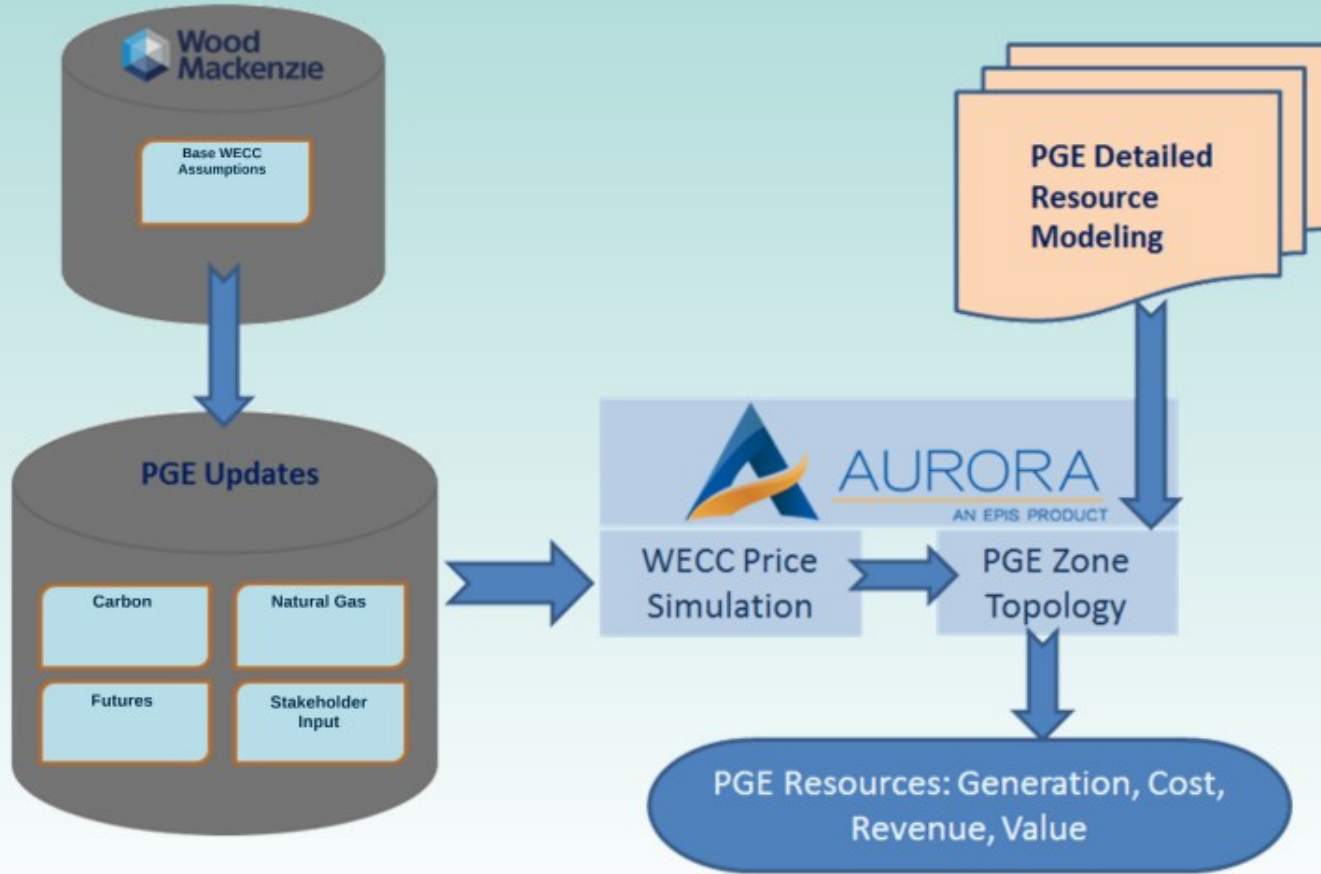 Wood
Mackenzie
Base WECC
Assumptions
PGE Detailed
Resource
Modeling
PGE Updates
Carbon
Natural Gas
Futures
Stakeholder
Input
AURORA
AN EPIS PRODUCT
WECC Price
Simulation
PGE Zone
Topology
PGE Resources: Generation, Cost,
Revenue, Value